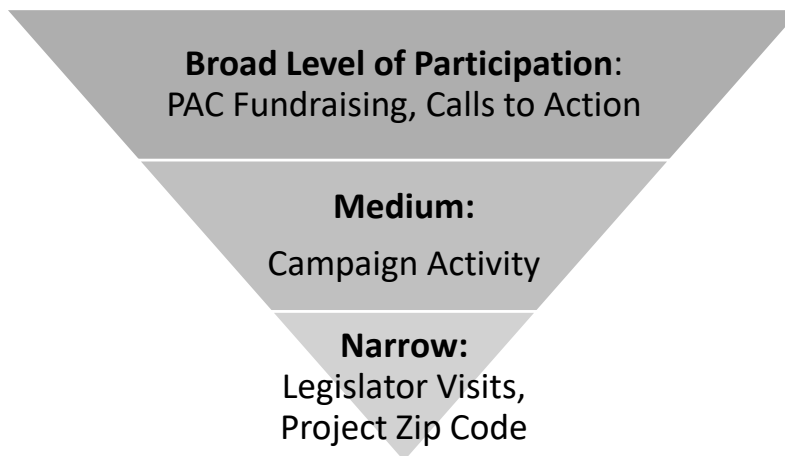 Broad Level of Participation:
PAC Fundraising, Calls to Action
Medium:
Campaign Activity
Narrow:
Legislator Visits,
Project Zip Code